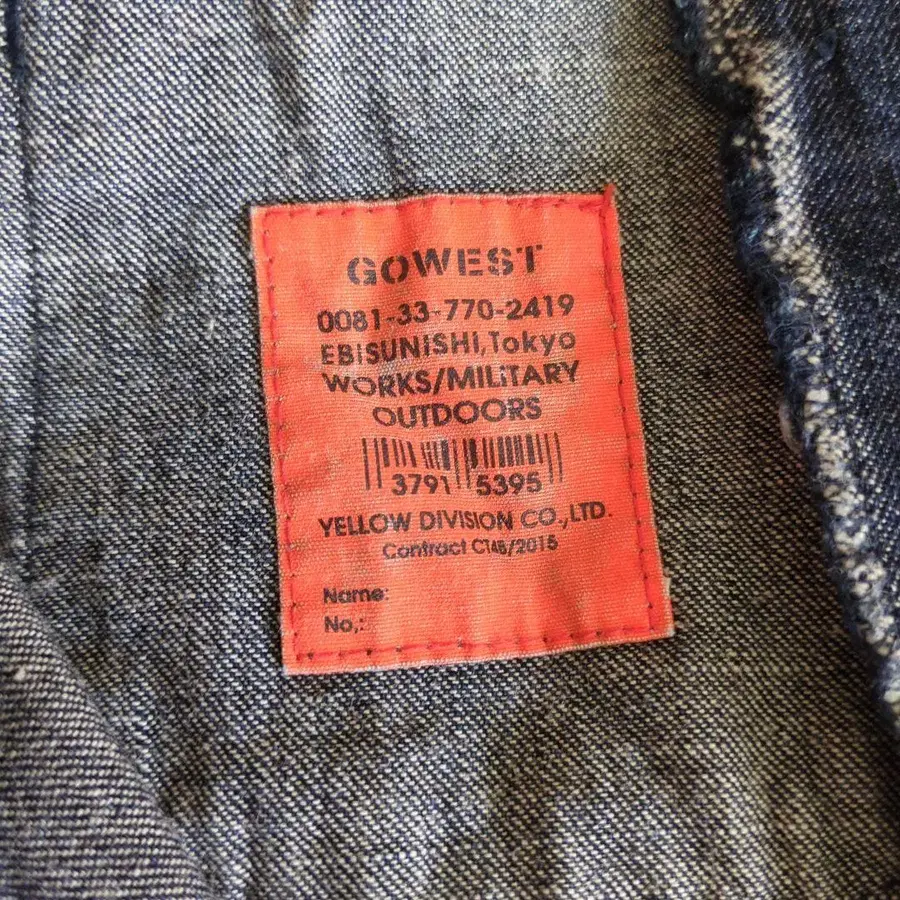 GOWEST
0081-33-770-2419
EBISUNISHI,Tokyo
WORKS/MILITARY
OUTDOORS
3791 5395
YELLOW DIVISION CO.,LTD.
Contract C146/2015
Name:
No,: